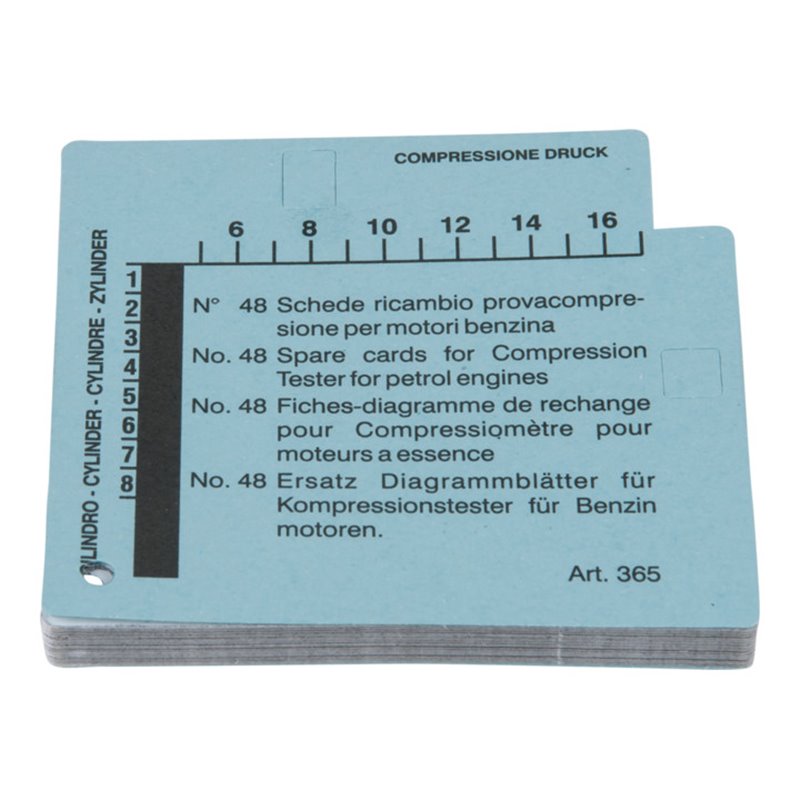 COMPRESSIONE DRUCK
6 8 10 12 14 16
LINDRO - CYLINDER - CYLINDRE - ZYLINDER
1
2
3
4
5
6
7
8
N° 48 Schede ricambio provacompre-
sione per motori benzina
No. 48 Spare cards for Compression
Tester for petrol engines
No. 48 Fiches-diagramme de rechange
pour Compressiomètre pour
moteurs a essence
No. 48 Ersatz Diagrammblätter für
Kompressionstester für Benzin
motoren.
Art. 365